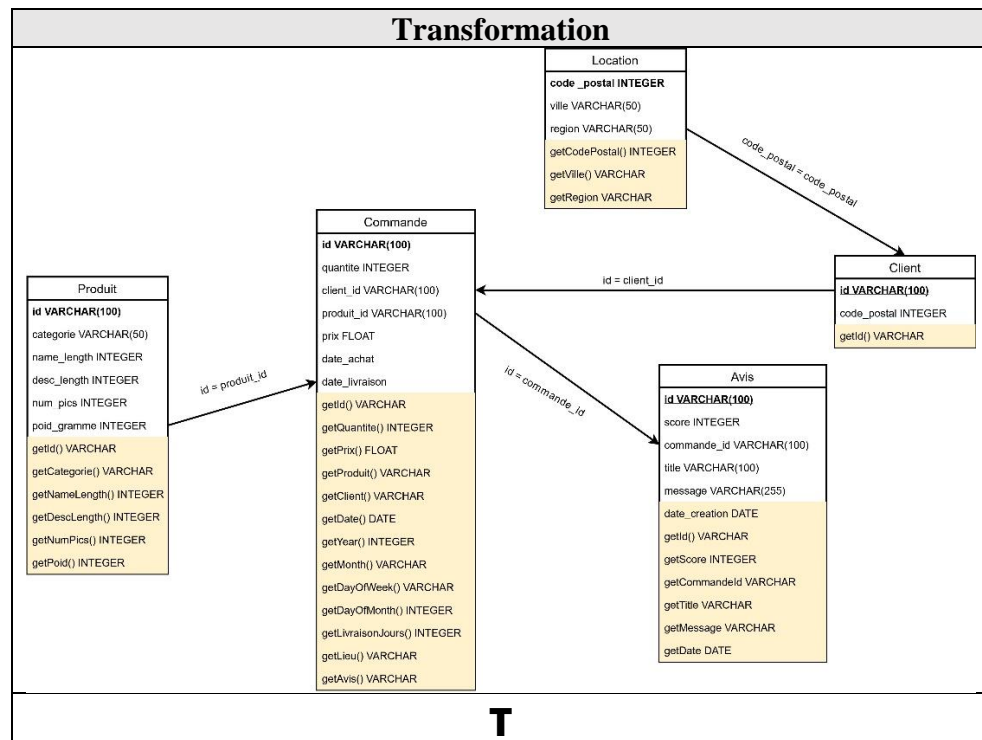 Transformation
Location
code _postal INTEGER
ville VARCHAR(50)
region VARCHAR(50)
getCodePostal() INTEGER
getVille() VARCHAR
getRegion VARCHAR
code_postal = code_postal
Commande
id VARCHAR(100)
quantite INTEGER
client_id VARCHAR(100)
produit_id VARCHAR(100)
prix FLOAT
date_achat
date_livraison
getId() VARCHAR
getQuantite() INTEGER
getPrix() FLOAT
getProduit() VARCHAR
getClient() VARCHAR
getDate() DATE
getYear() INTEGER
getMonth() VARCHAR
getDayOfWeek() VARCHAR
getDayOfMonth() INTEGER
getLivraisonJours() INTEGER
getLieu() VARCHAR
getAvis() VARCHAR
id = client_id
Client
id VARCHAR(100)
code_postal INTEGER
getId() VARCHAR
Produit
id VARCHAR(100)
categorie VARCHAR(50)
name_length INTEGER
desc_length INTEGER
num_pics INTEGER
poid_gramme INTEGER
getId() VARCHAR
getCategorie() VARCHAR
getNameLength() INTEGER
getDescLength() INTEGER
getNumPics() INTEGER
getPoid() INTEGER
id = produit_id
id = commande_id
Avis
id VARCHAR(100)
score INTEGER
commande_id VARCHAR(100)
title VARCHAR(100)
message VARCHAR(255)
date_creation DATE
getId() VARCHAR
getScore INTEGER
getCommandeId VARCHAR
getTitle VARCHAR
getMessage VARCHAR
getDate DATE
T